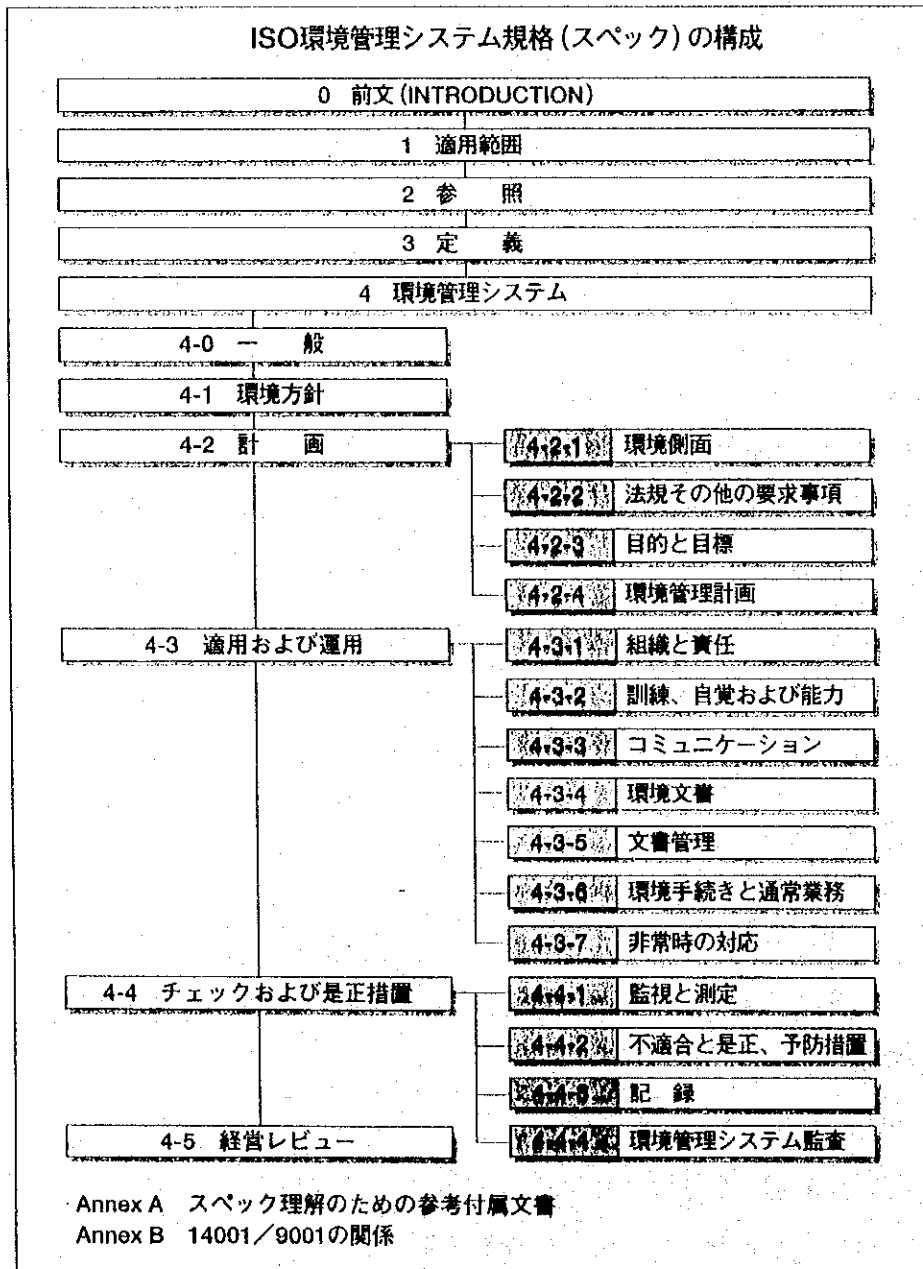 ISO環境管理システム規格(スペック)の構成
0 前文(INTRODUCTION)
1 適用範囲
2 参 照
3 定 義
4 環境管理システム
4-0 一 般
4-1 環境方針
4-2 計 画
4-2-1 環境側面
4-2-2 法規その他の要求事項
4-2-3 目的と目標
4-2-4 環境管理計画
4-3 適用および運用
4-3-1 組織と責任
4-3-2 訓練、自覚および能力
4-3-3 コミュニケーション
4-3-4 環境文書
4-3-5 文書管理
4-3-6 環境手続きと通常業務
4-3-7 非常時の対応
4-4 チェックおよび是正措置
4-4-1 監視と測定
4-4-2 不適合と是正、予防措置
4-4-3 記 録
4-4-4 環境管理システム監査
4-5 経営レビュー
Annex A スペック理解のための参考付属文書
Annex B 14001/9001の関係